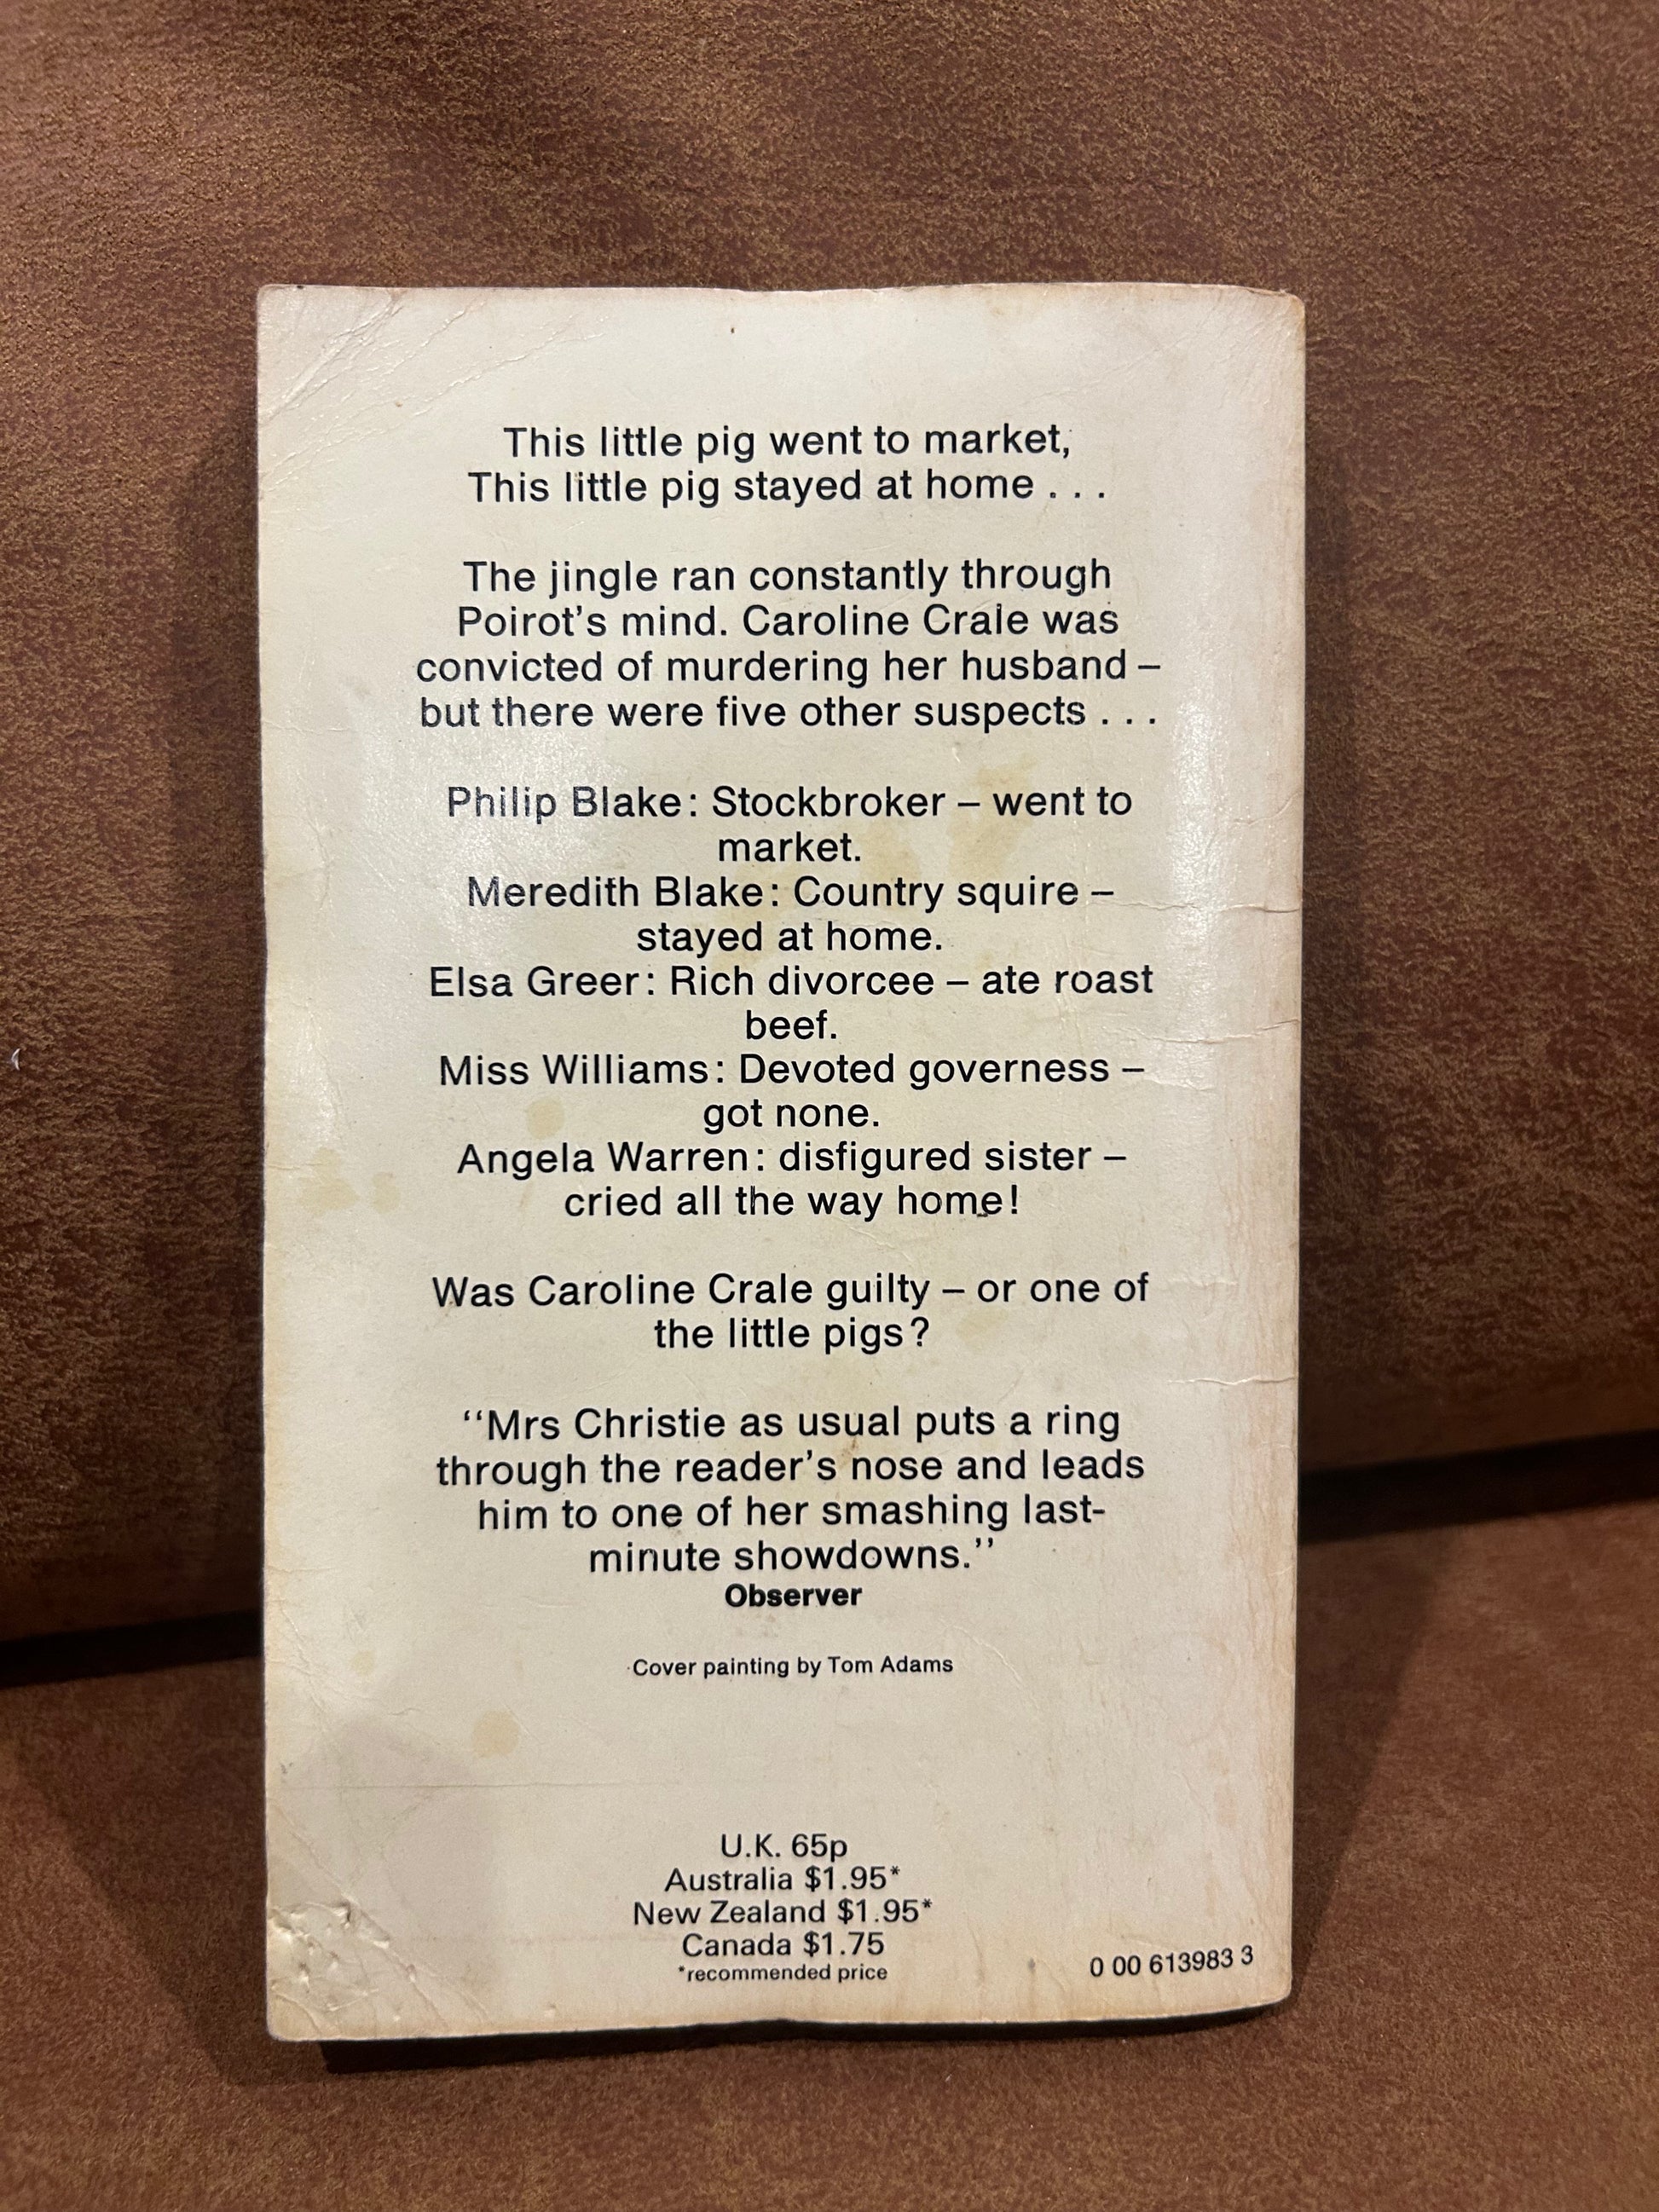 This little pig went to market,
This little pig stayed at home . . .
The jingle ran constantly through
Poirot's mind. Caroline Crale was
convicted of murdering her husband –
but there were five other suspects . . .
Philip Blake: Stockbroker – went to
market.
Meredith Blake: Country squire –
stayed at home.
Elsa Greer: Rich divorcee – ate roast
beef.
Miss Williams: Devoted governess –
got none.
Angela Warren: disfigured sister –
cried all the way home!
Was Caroline Crale guilty – or one of
the little pigs?
‘‘Mrs Christie as usual puts a ring
through the reader's nose and leads
him to one of her smashing last-
minute showdowns.’’
Observer
Cover painting by Tom Adams
U.K. 65p
Australia $1.95*
New Zealand $1.95*
Canada $1.75
*recommended price
0 00 613983 3